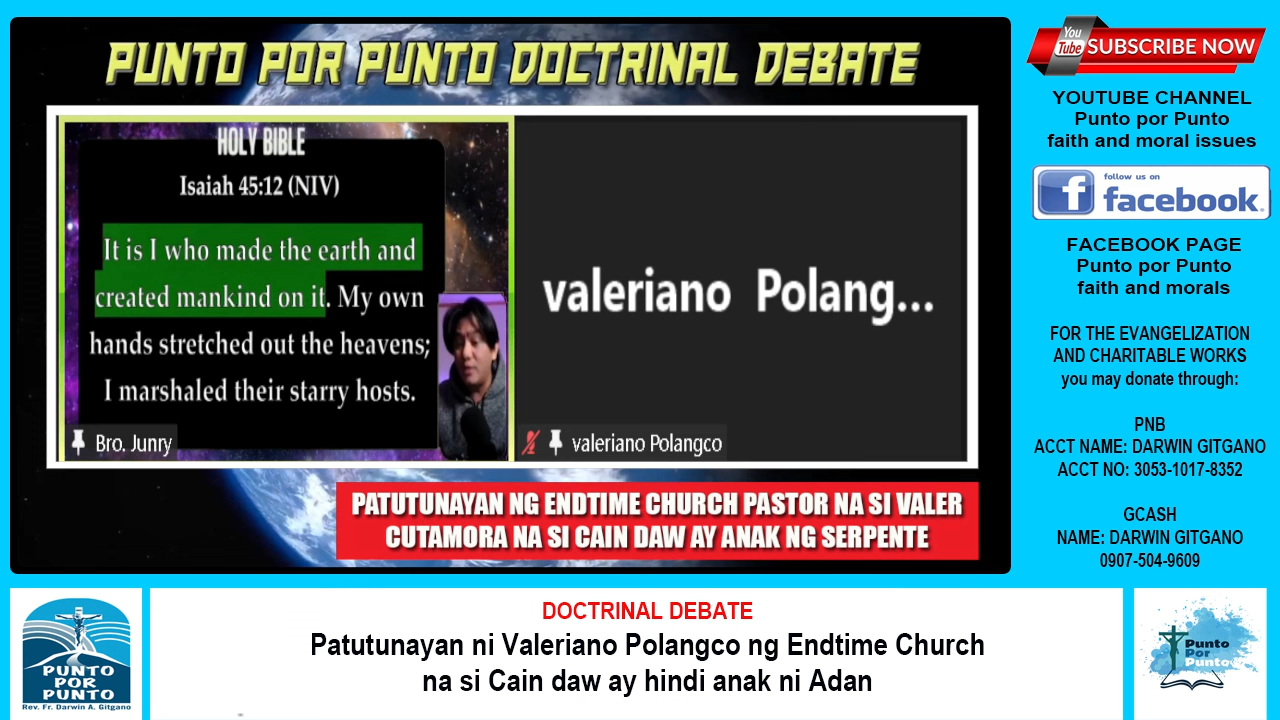 PUNTO POR PUNTO DOCTRINAL DEBATE
HOLY BIBLE
Isaiah 45:12 (NIV)
It is I who made the earth and
created mankind on it. My own
hands stretched out the heavens;
I marshaled their starry hosts.
Bro. Junry
valeriano Polang...
valeriano Polangco
PATUTUNAYAN NG ENDTIME CHURCH PASTOR NA SI VALER
CUTAMORA NA SI CAIN DAW AY ANAK NG SERPENTE
You
Tube
SUBSCRIBE NOW
YOUTUBE CHANNEL
Punto por Punto
faith and moral issues
follow us on
facebook.
FACEBOOK PAGE
Punto por Punto
faith and morals
FOR THE EVANGELIZATION
AND CHARITABLE WORKS
you may donate through:
PNB
ACCT NAME: DARWIN GITGANO
ACCT NO: 3053-1017-8352
GCASH
NAME: DARWIN GITGANO
0907-504-9609
PUNTO
POR
PUNTO
Rev. Fr. Darwin A. Gitgano
DOCTRINAL DEBATE
Patutunayan ni Valeriano Polangco ng Endtime Church
na si Cain daw ay hindi anak ni Adan
Punto
Por
Punto